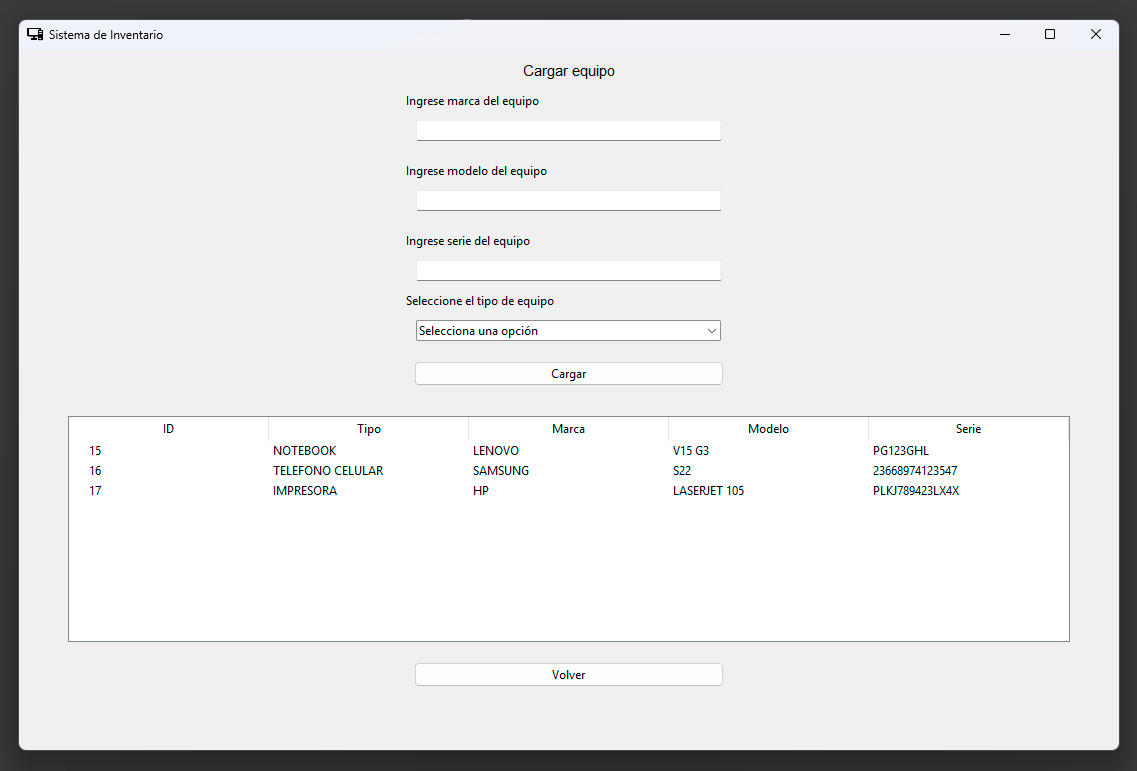 Sistema de Inventario
Cargar equipo
Ingrese marca del equipo
Ingrese modelo del equipo
Ingrese serie del equipo
Seleccione el tipo de equipo
Selecciona una opción
Cargar
ID Tipo Marca Modelo Serie
15 NOTEBOOK LENOVO V15 G3 PG123GHL
16 TELEFONO CELULAR SAMSUNG S22 23668974123547
17 IMPRESORA HP LASERJET 105 PLKJ789423LX4X
Volver